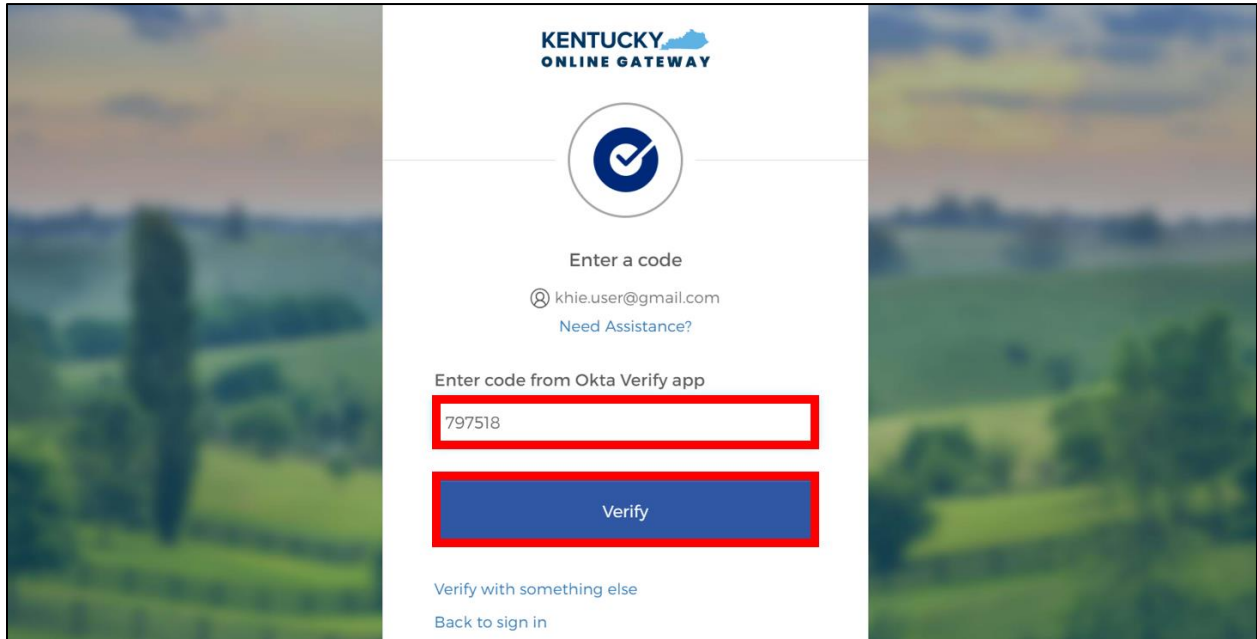 KENTUCKY
ONLINE GATEWAY
Enter a code
khie.user@gmail.com
Need Assistance?
Enter code from Okta Verify app
797518
Verify
Verify with something else
Back to sign in